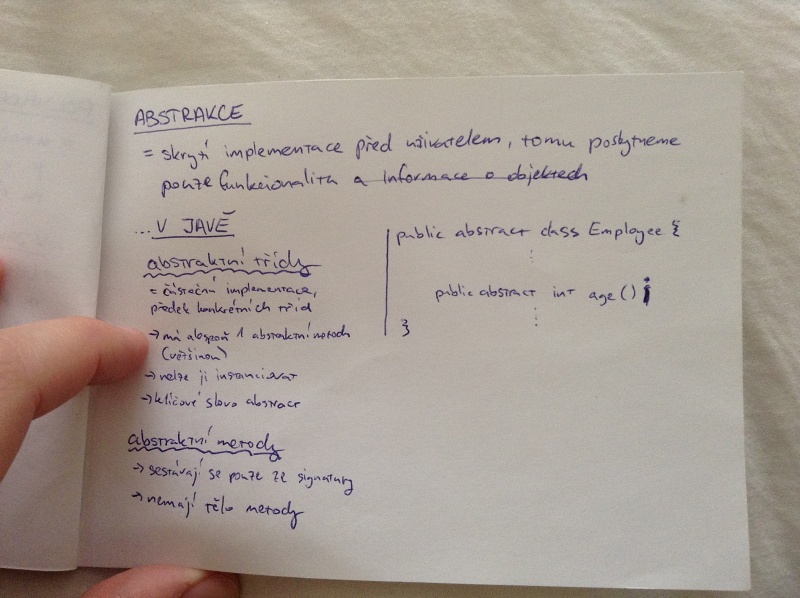 ABSTRAKCE
= skrytí implementace před uživatelem, tomu poskytneme
pouze funkcionalitu a informace o objektech
...V JAVĚ
abstraktní třídy
= částečná implementace,
předek konkrétních tříd
→ má alespoň 1 abstraktní metodu
(většinou)
→ nelze ji instanciovat
→ klíčové slovo abstract
abstraktní metody
→ sestávají se pouze ze signatury
→ nemají tělo metody
public abstract class Employee {
⋮
public abstract int age();
⋮
}